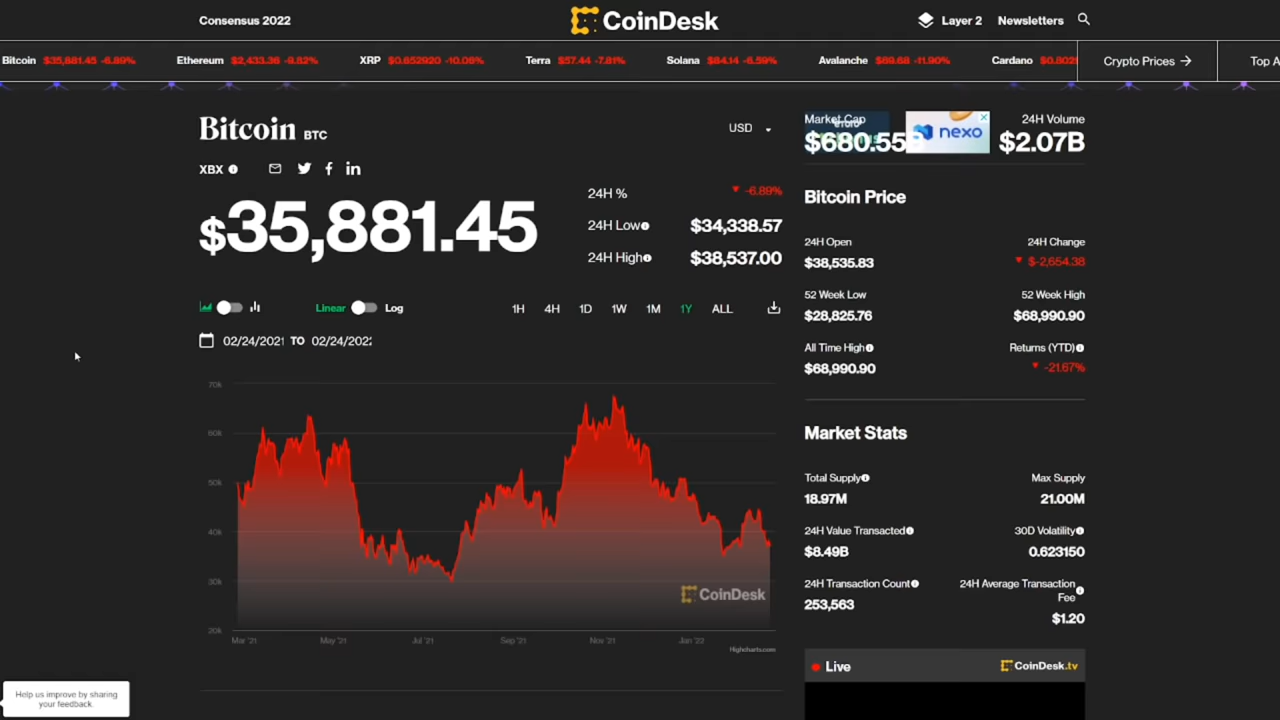 Consensus 2022
CoinDesk
Layer 2 Newsletters
Bitcoin $35,881.45 -6.89% Ethereum $2,433.36 -9.82% XRP $0.652920 -10.08% Terra $57.44 -7.81% Solana $84.14 -6.59% Avalanche $69.68 -11.90% Cardano Crypto Prices → Top A
Bitcoin BTC
USD
XBX
$35,881.45
24H % -6.89%
24H Low $34,338.57
24H High $38,537.00
Linear Log
1H 4H 1D 1W 1M 1Y ALL
02/24/2021 TO 02/24/2022
70k
60k
50k
40k
30k
20k
CoinDesk
Mar '21 May '21 Jul '21 Sep '21 Nov '21 Jan '22
Highcharts.com
Market Cap 24H Volume
$680.55B $2.07B
nexo
Bitcoin Price
24H Open 24H Change
$38,535.83 $-2,654.38
52 Week Low 52 Week High
$28,825.76 $68,990.90
All Time High Returns (YTD)
$68,990.90 -21.67%
Market Stats
Total Supply Max Supply
18.97M 21.00M
24H Value Transacted 30D Volatility
$8.49B 0.623150
24H Transaction Count 24H Average Transaction
Fee
253,563
$1.20
Live CoinDesk.tv
Help us improve by sharing
your feedback.